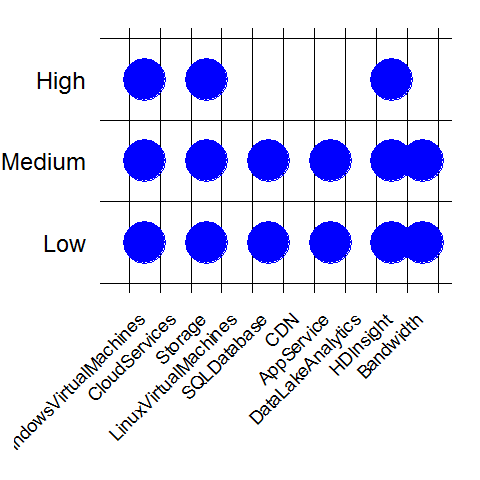 High
Medium
Low
ndowsVirtualMachines
CloudServices
Storage
LinuxVirtualMachines
SQLDatabase
CDN
AppService
DataLakeAnalytics
HDInsight
Bandwidth